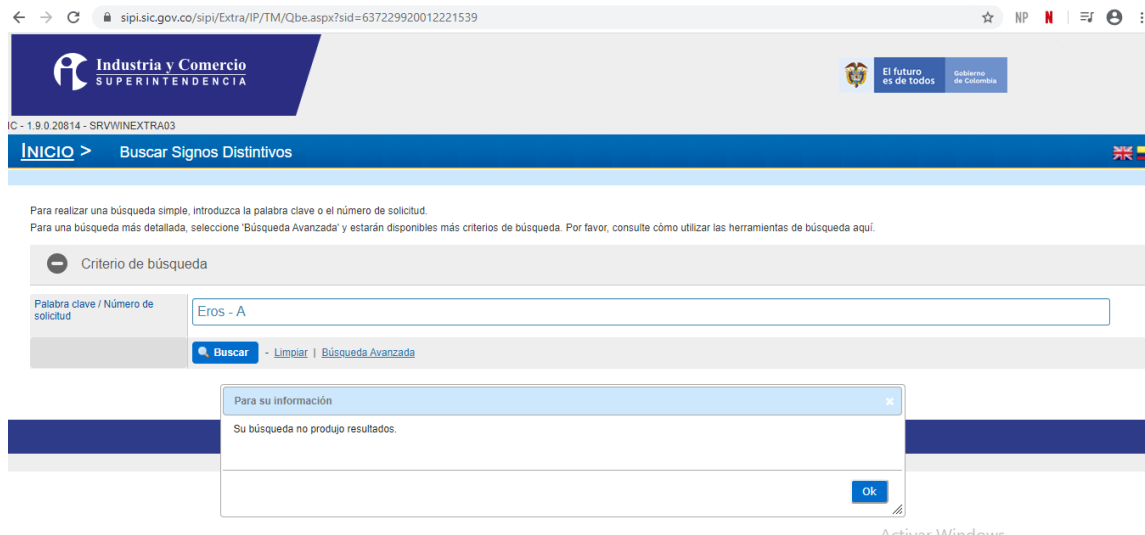 sipi.sic.gov.co/sipi/Extra/IP/TM/Qbe.aspx?sid=637229920012221539
NP N
Industria y Comercio
SUPERINTENDENCIA
El futuro
es de todos
Gobierno
de Colombia
IC - 1.9.0.20814 - SRVWINEXTRA03
INICIO > Buscar Signos Distintivos
Para realizar una búsqueda simple, introduzca la palabra clave o el número de solicitud.
Para una búsqueda más detallada, seleccione 'Búsqueda Avanzada' y estarán disponibles más criterios de búsqueda. Por favor, consulte cómo utilizar las herramientas de búsqueda aquí.
Criterio de búsqueda
Palabra clave / Número de
solicitud
Eros - A
Buscar - Limpiar | Búsqueda Avanzada
Para su información
Su búsqueda no produjo resultados.
Ok
Activar Windows